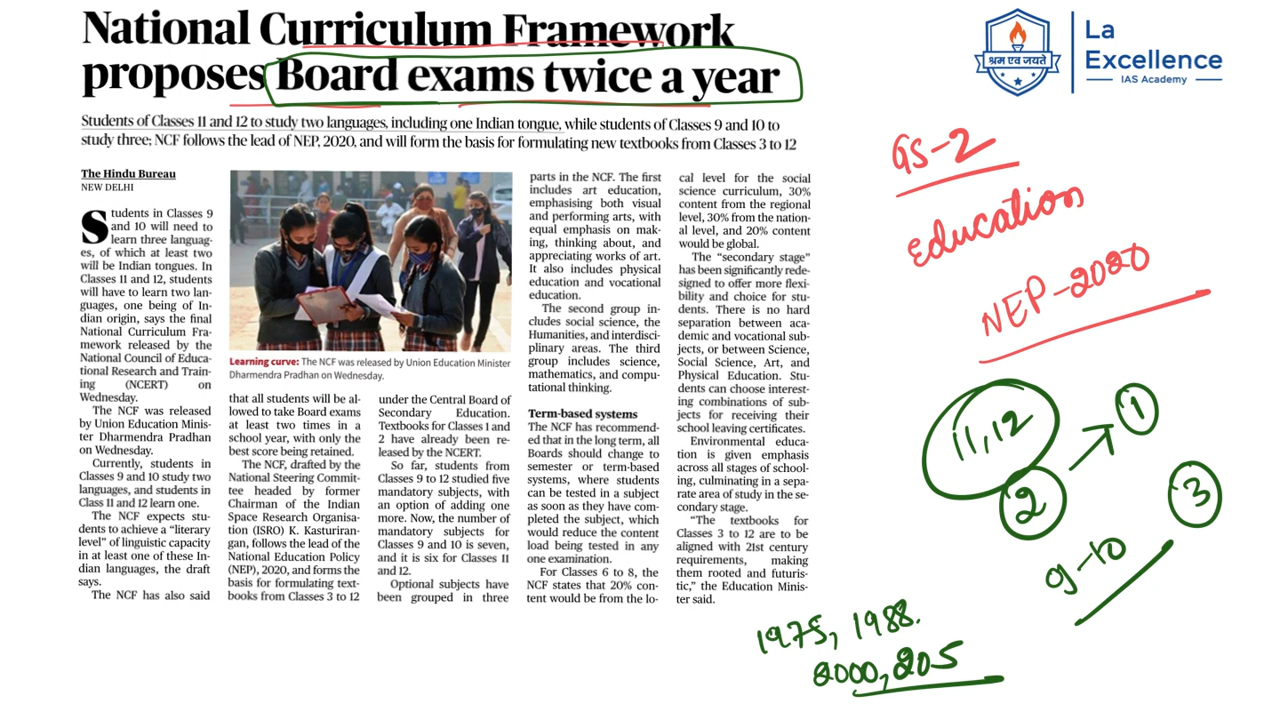 National Curriculum Framework
proposes Board exams twice a year
Students of Classes 11 and 12 to study two languages, including one Indian tongue, while students of Classes 9 and 10 to
study three; NCF follows the lead of NEP, 2020, and will form the basis for formulating new textbooks from Classes 3 to 12
The Hindu Bureau
NEW DELHI
Students in Classes 9
and 10 will need to
learn three languag-
es, of which at least two
will be Indian tongues. In
Classes 11 and 12, students
will have to learn two lan-
guages, one being of In-
dian origin, says the final
National Curriculum Fra-
mework released by the
National Council of Educa-
tional Research and Train-
ing (NCERT) on
Wednesday.
The NCF was released
by Union Education Minis-
ter Dharmendra Pradhan
on Wednesday.
Currently, students in
Classes 9 and 10 study two
languages, and students in
Class 11 and 12 learn one.
The NCF expects stu-
dents to achieve a “literary
level” of linguistic capacity
in at least one of these In-
dian languages, the draft
says.
The NCF has also said
Learning curve: The NCF was released by Union Education Minister
Dharmendra Pradhan on Wednesday.
that all students will be al-
lowed to take Board exams
at least two times in a
school year, with only the
best score being retained.
The NCF, drafted by the
National Steering Commit-
tee headed by former
Chairman of the Indian
Space Research Organisa-
tion (ISRO) K. Kasturiran-
gan, follows the lead of the
National Education Policy
(NEP), 2020, and forms the
basis for formulating text-
books from Classes 3 to 12
under the Central Board of
Secondary Education.
Textbooks for Classes 1 and
2 have already been re-
leased by the NCERT.
So far, students from
Classes 9 to 12 studied five
mandatory subjects, with
an option of adding one
more. Now, the number of
mandatory subjects for
Classes 9 and 10 is seven,
and it is six for Classes 11
and 12.
Optional subjects have
been grouped in three
parts in the NCF. The first
includes art education,
emphasising both visual
and performing arts, with
equal emphasis on mak-
ing, thinking about, and
appreciating works of art.
It also includes physical
education and vocational
education.
The second group in-
cludes social science, the
Humanities, and interdisci-
plinary areas. The third
group includes science,
mathematics, and compu-
tational thinking.
Term-based systems
The NCF has recommend-
ed that in the long term, all
Boards should change to
semester or term-based
systems, where students
can be tested in a subject
as soon as they have com-
pleted the subject, which
would reduce the content
load being tested in any
one examination.
For Classes 6 to 8, the
NCF states that 20% con-
tent would be from the lo-
cal level for the social
science curriculum, 30%
content from the regional
level, 30% from the nation-
al level, and 20% content
would be global.
The “secondary stage”
has been significantly rede-
signed to offer more flexi-
bility and choice for stu-
dents. There is no hard
separation between aca-
demic and vocational sub-
jects, or between Science,
Social Science, Art, and
Physical Education. Stu-
dents can choose interest-
ing combinations of sub-
jects for receiving their
school leaving certificates.
Environmental educa-
tion is given emphasis
across all stages of school-
ing, culminating in a sepa-
rate area of study in the se-
condary stage.
“The textbooks for
Classes 3 to 12 are to be
aligned with 21st century
requirements, making
them rooted and futuris-
tic,” the Education Minis-
ter said.
श्रम एव जयते
La
Excellence
IAS Academy
GS-2
Education
NEP-2020
11,12
2
1
3
9-10
1975, 1988.
2000, 205